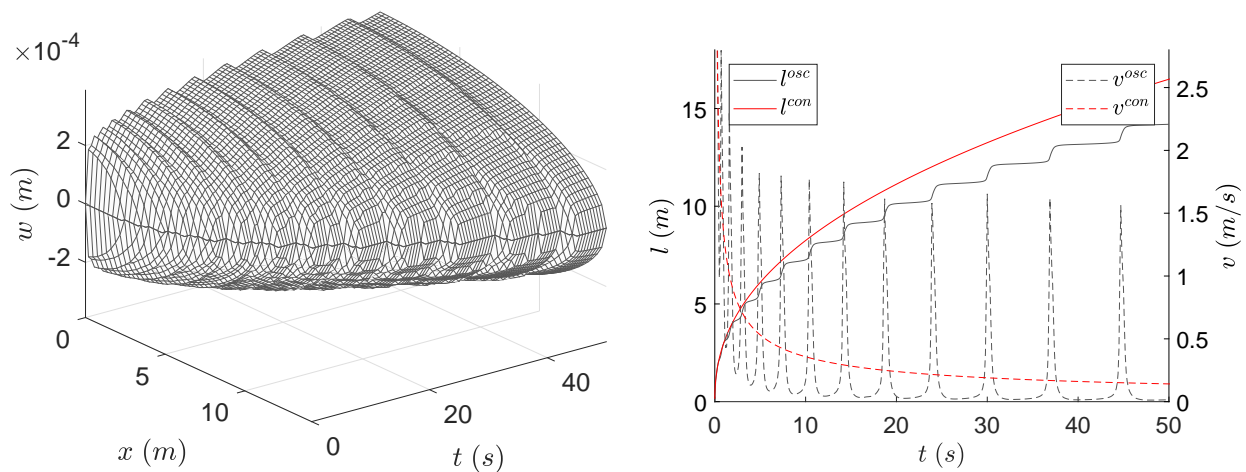 ×10⁻⁴
2
0
-2
w (m)
0
5
10
x (m)
0
20
40
t (s)
l^{osc}
l^{con}
v^{osc}
v^{con}
15
10
5
0
l (m)
2.5
2
1.5
1
0.5
0
v (m/s)
0 10 20 30 40 50
t (s)